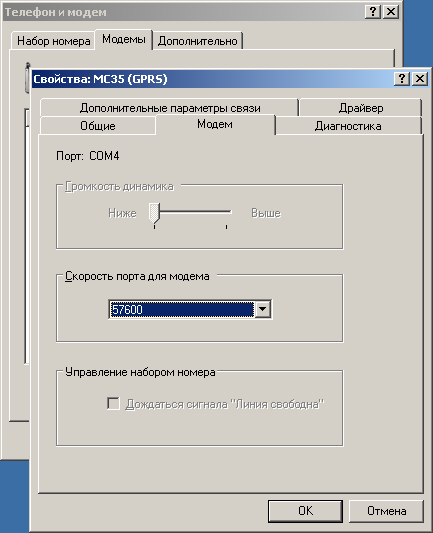 Телефон и модем
Набор номера Модемы Дополнительно
Свойства: MC35 (GPRS)
Дополнительные параметры связи Драйвер
Общие Модем Диагностика
Порт: COM4
Громкость динамика
Ниже Выше
Скорость порта для модема
57600
Управление набором номера
Дождаться сигнала "Линия свободна"
OK Отмена